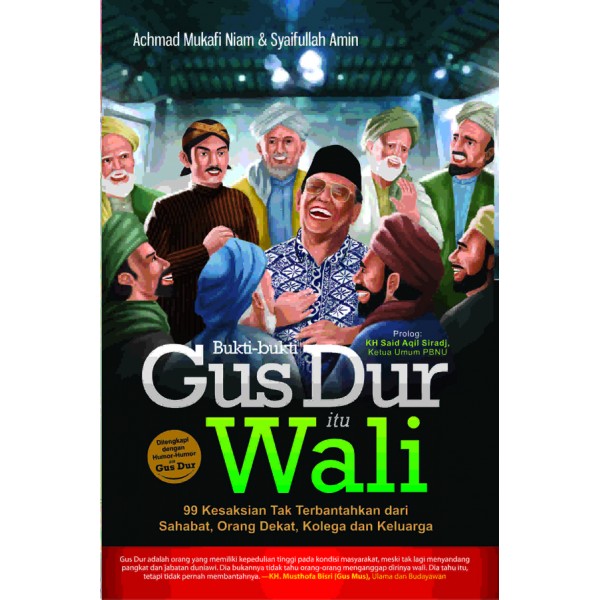 Achmad Mukafi Niam & Syaifullah Amin
Prolog:
KH Said Aqil Siradj,
Ketua Umum PBNU
Bukti-bukti
Gus Dur
itu
Wali
Dilengkapi
dengan
Humor-Humor
ala
Gus Dur
99 Kesaksian Tak Terbantahkan dari
Sahabat, Orang Dekat, Kolega dan Keluarga
Gus Dur adalah orang yang memiliki kepedulian tinggi pada kondisi masyarakat, meski tak lagi menyandang
pangkat dan jabatan duniawi. Dia bukannya tidak tahu orang-orang menganggap dirinya wali. Dia tahu itu,
tetapi tidak pernah membantahnya. —KH. Musthofa Bisri (Gus Mus), Ulama dan Budayawan